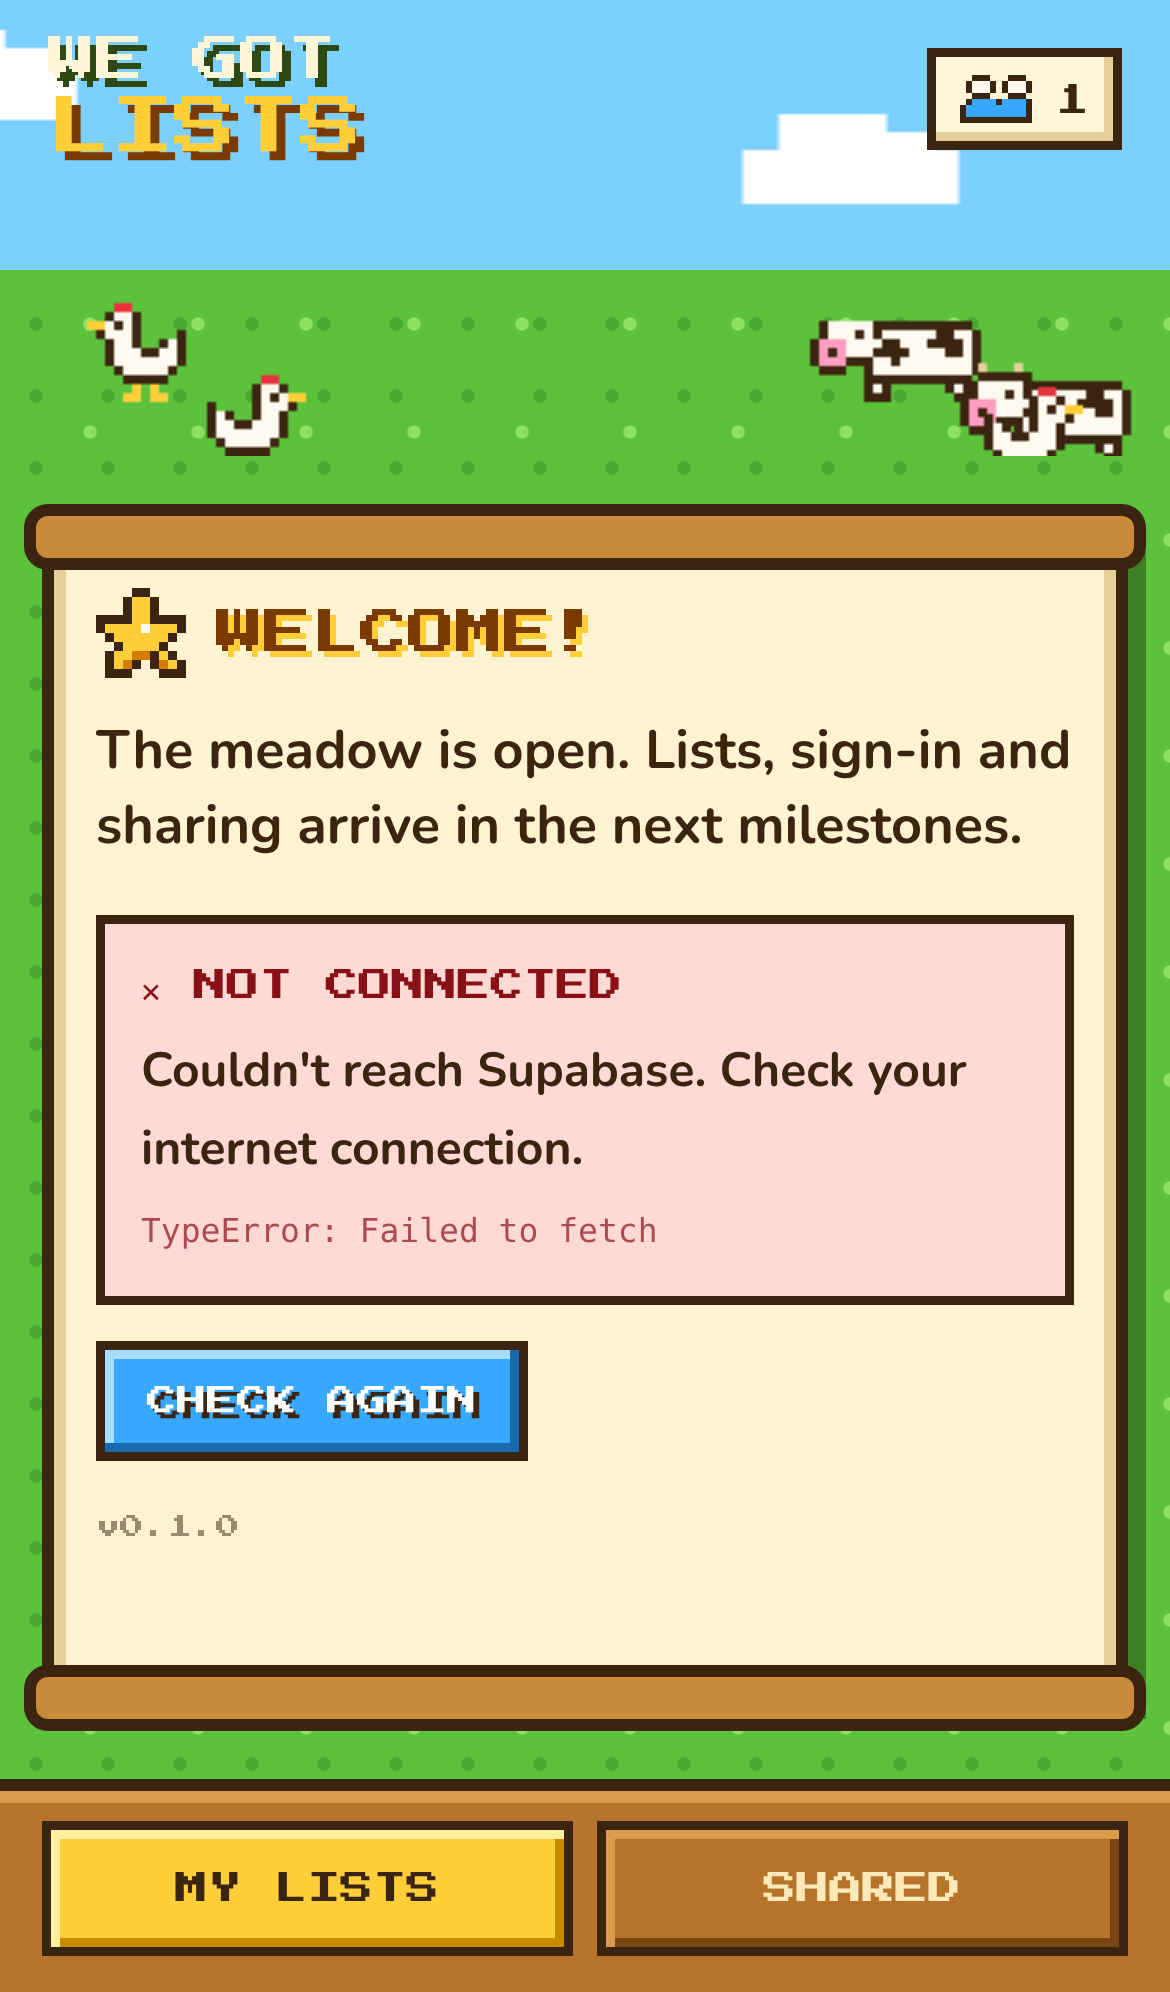 WE GOT
LISTS
1
WELCOME!
The meadow is open. Lists, sign-in and
sharing arrive in the next milestones.
× NOT CONNECTED
Couldn't reach Supabase. Check your
internet connection.
TypeError: Failed to fetch
CHECK AGAIN
v0.1.0
MY LISTS
SHARED